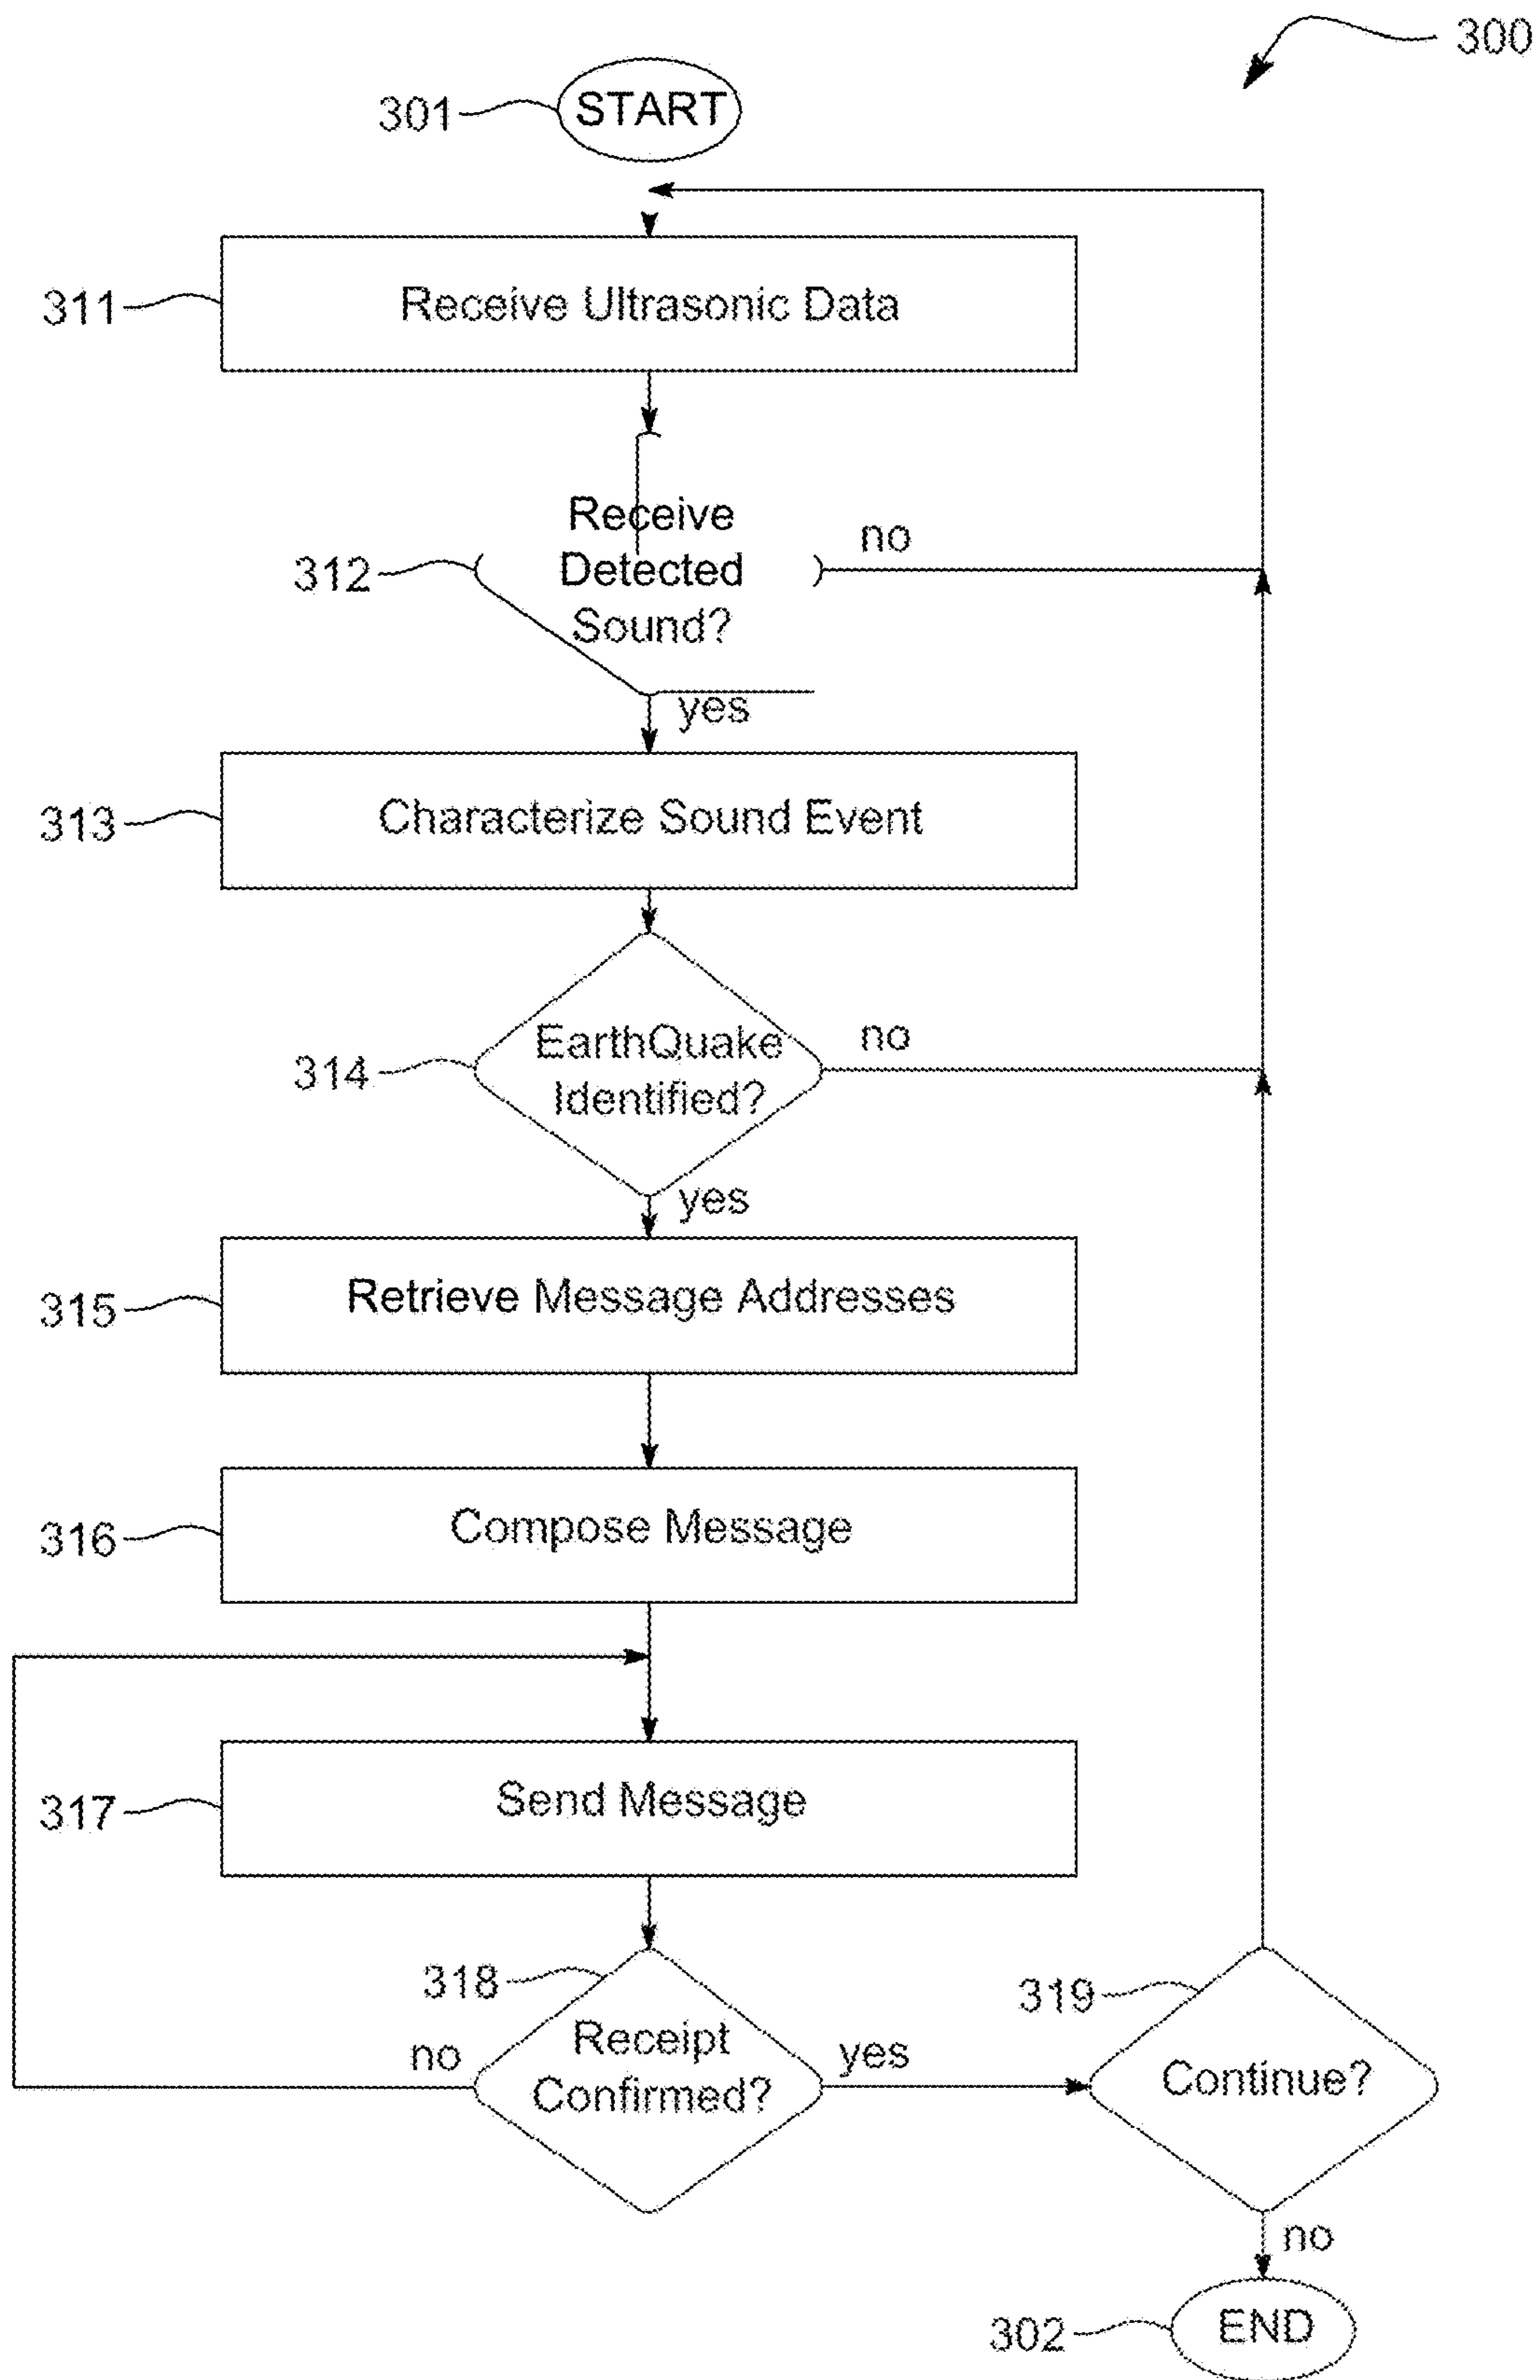 300
301
START
311
Receive Ultrasonic Data
Receive
312
Detected
no
Sound?
yes
313
Characterize Sound Event
314
EarthQuake
no
Identified?
yes
315
Retrieve Message Addresses
316
Compose Message
317
Send Message
318
319
no
Receipt
Confirmed?
yes
Continue?
no
302
END